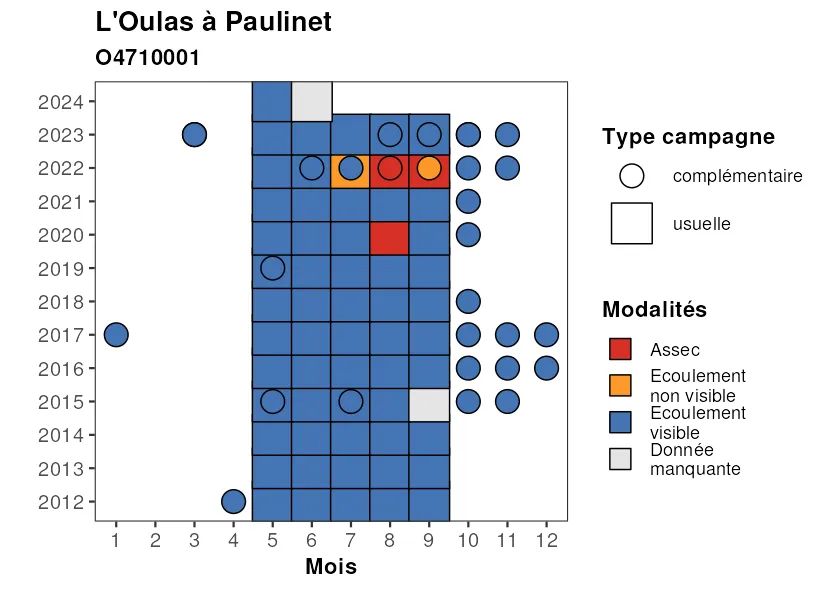 L'Oulas à Paulinet
O4710001
2024
2023
2022
2021
2020
2019
2018
2017
2016
2015
2014
2013
2012
1 2 3 4 5 6 7 8 9 10 11 12
Mois
Type campagne
complémentaire
usuelle
Modalités
Assec
Ecoulement
non visible
Ecoulement
visible
Donnée
manquante